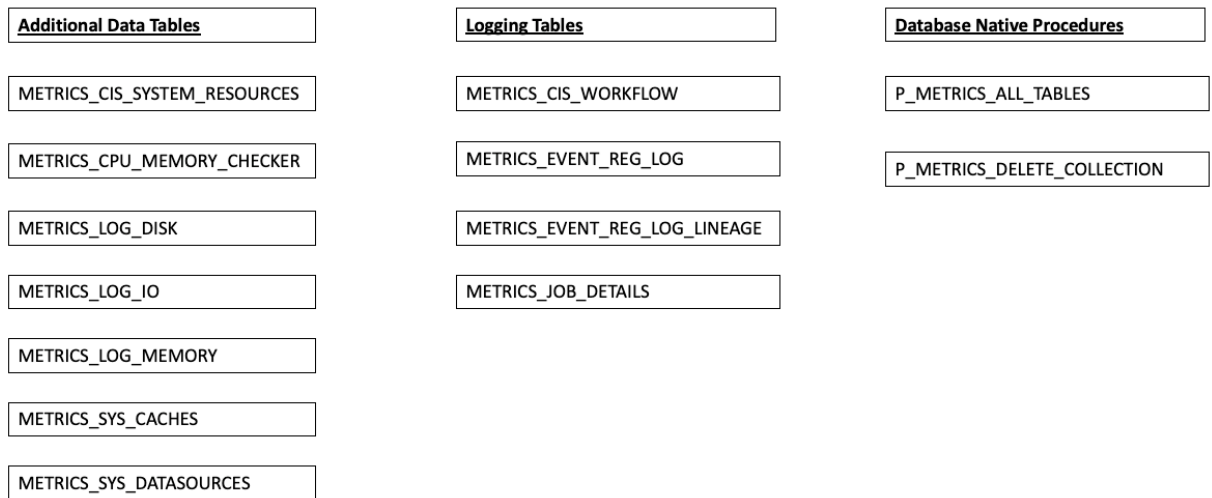 Additional Data Tables
METRICS_CIS_SYSTEM_RESOURCES
METRICS_CPU_MEMORY_CHECKER
METRICS_LOG_DISK
METRICS_LOG_IO
METRICS_LOG_MEMORY
METRICS_SYS_CACHES
METRICS_SYS_DATASOURCES
Logging Tables
METRICS_CIS_WORKFLOW
METRICS_EVENT_REG_LOG
METRICS_EVENT_REG_LOG_LINEAGE
METRICS_JOB_DETAILS
Database Native Procedures
P_METRICS_ALL_TABLES
P_METRICS_DELETE_COLLECTION